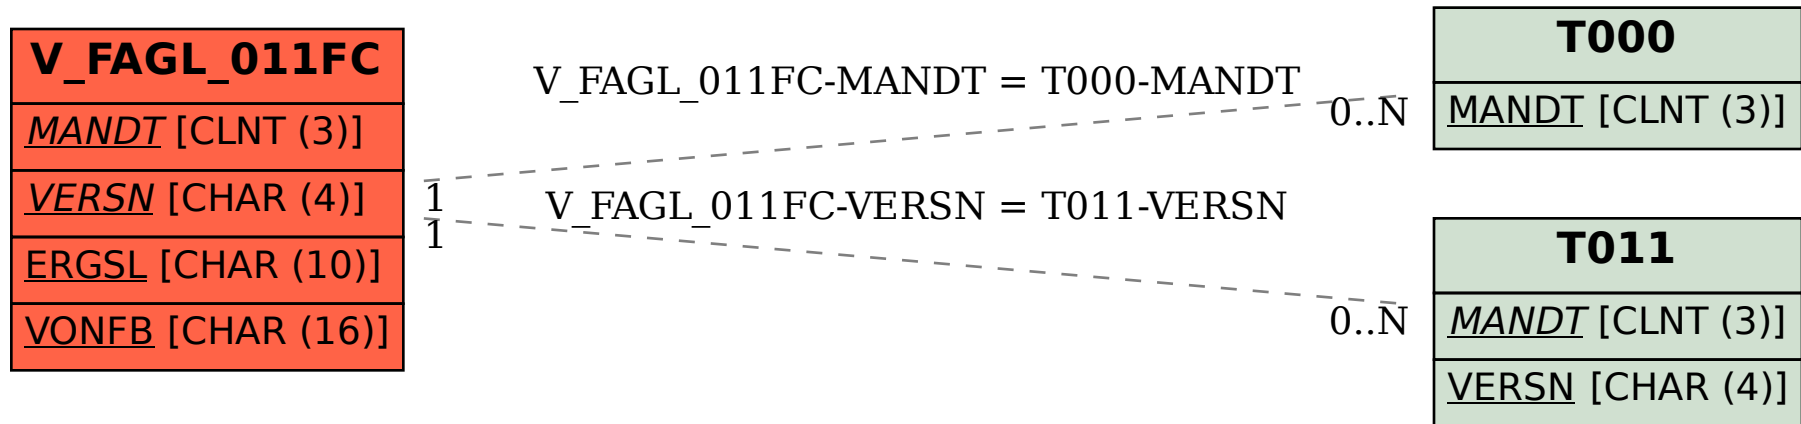 V_FAGL_011FC
MANDT [CLNT (3)]
VERSN [CHAR (4)]
ERGSL [CHAR (10)]
VONFB [CHAR (16)]
V_FAGL_011FC-MANDT = T000-MANDT
0..N
1
V_FAGL_011FC-VERSN = T011-VERSN
1
0..N
T000
MANDT [CLNT (3)]
T011
MANDT [CLNT (3)]
VERSN [CHAR (4)]